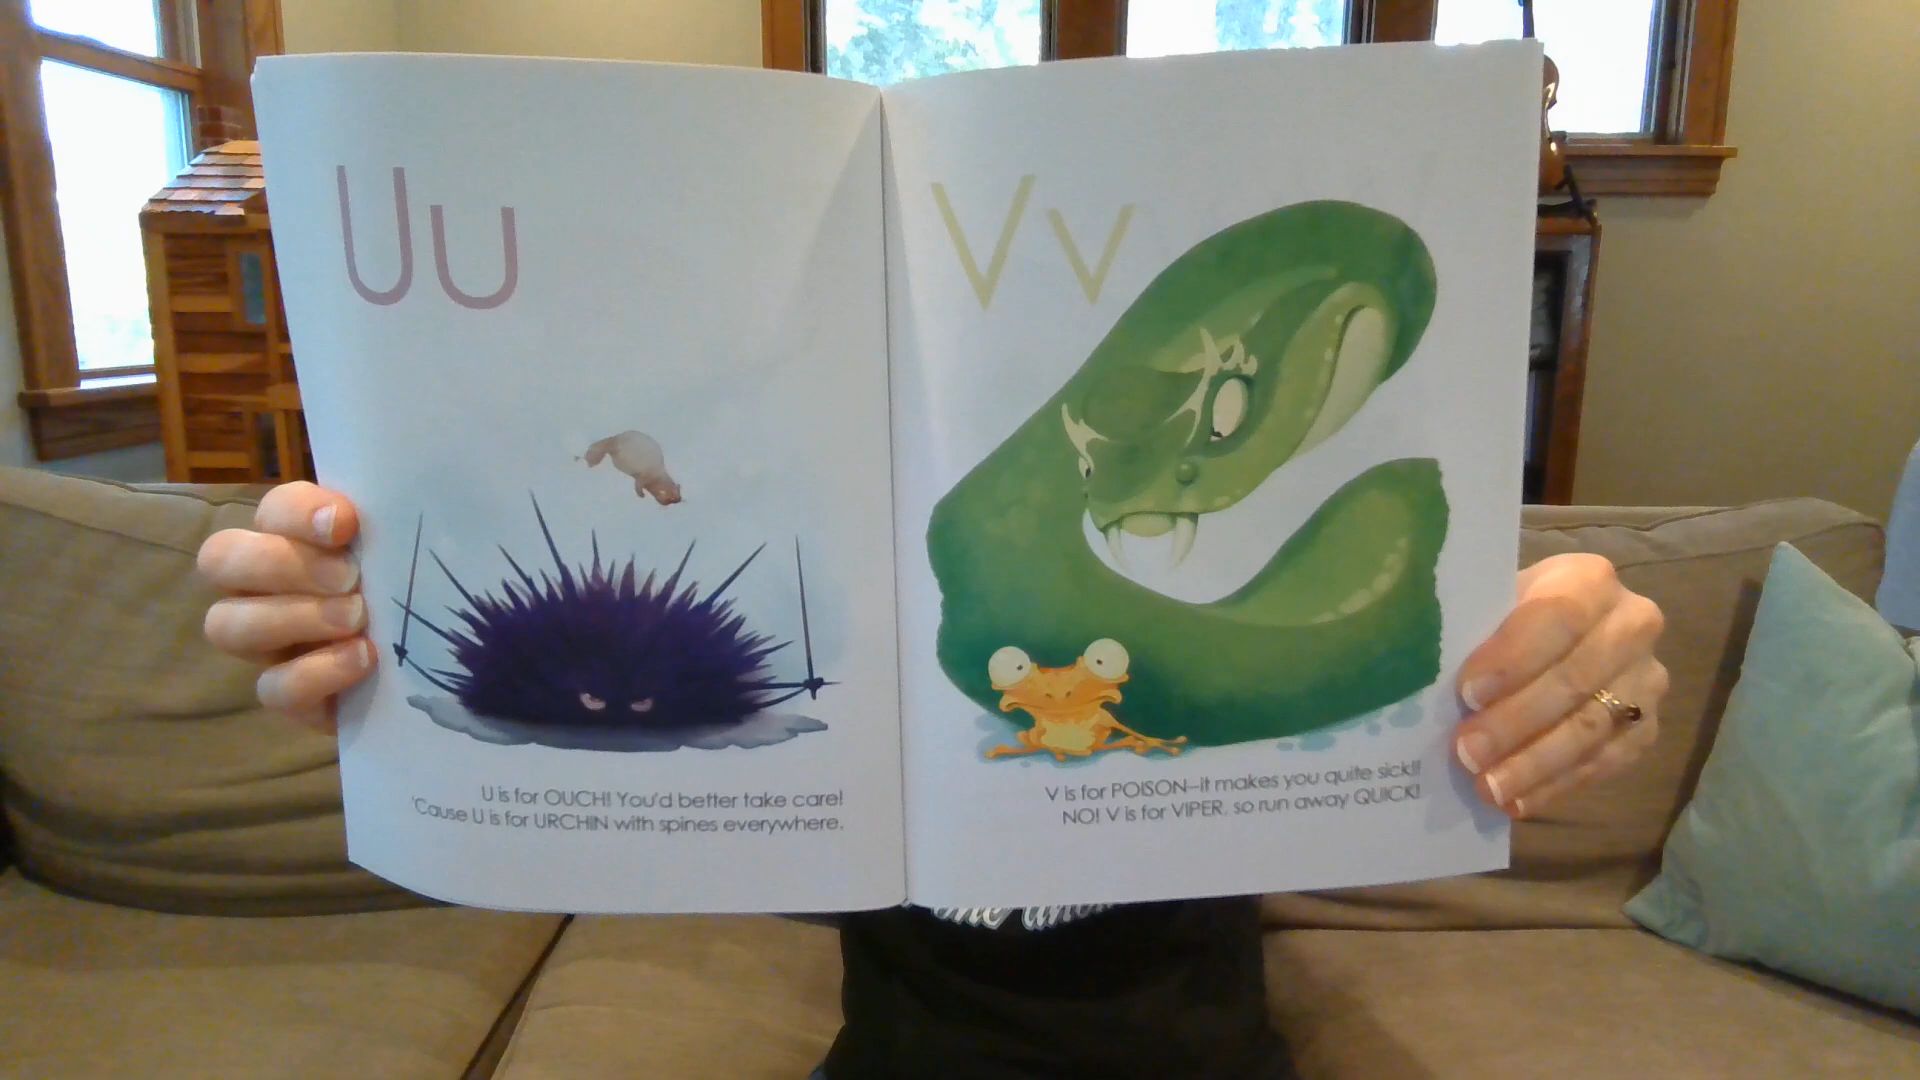 Uu
U is for OUCH! You'd better take care!
'Cause U is for URCHIN with spines everywhere.
Vv
V is for POISON—it makes you quite sick!!
NO! V is for VIPER, so run away QUICK!